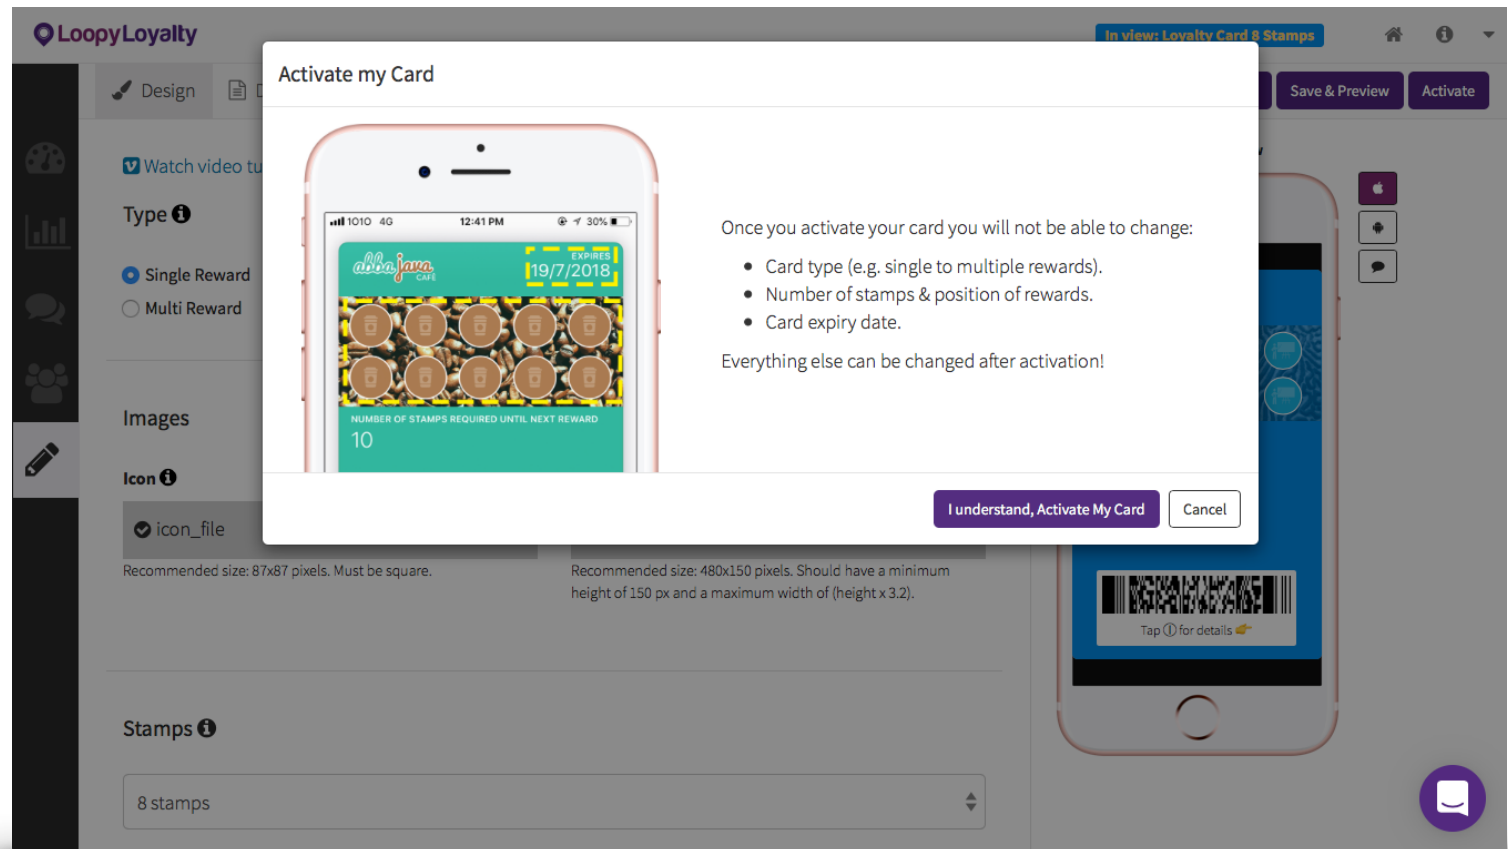 LoopyLoyalty
In view: Loyalty Card 8 Stamps
Design
Save & Preview
Activate
Activate my Card
Watch video
Type
Single Reward
Multi Reward
1010 4G 12:41 PM 30%
abba java
CAFE
EXPIRES
19/7/2018
NUMBER OF STAMPS REQUIRED UNTIL NEXT REWARD
10
Once you activate your card you will not be able to change:
• Card type (e.g. single to multiple rewards).
• Number of stamps & position of rewards.
• Card expiry date.
Everything else can be changed after activation!
I understand, Activate My Card
Cancel
Images
Icon
icon_file
Recommended size: 87x87 pixels. Must be square.
Recommended size: 480x150 pixels. Should have a minimum
height of 150 px and a maximum width of (height x 3.2).
Tap ⓘ for details 👉
Stamps
8 stamps